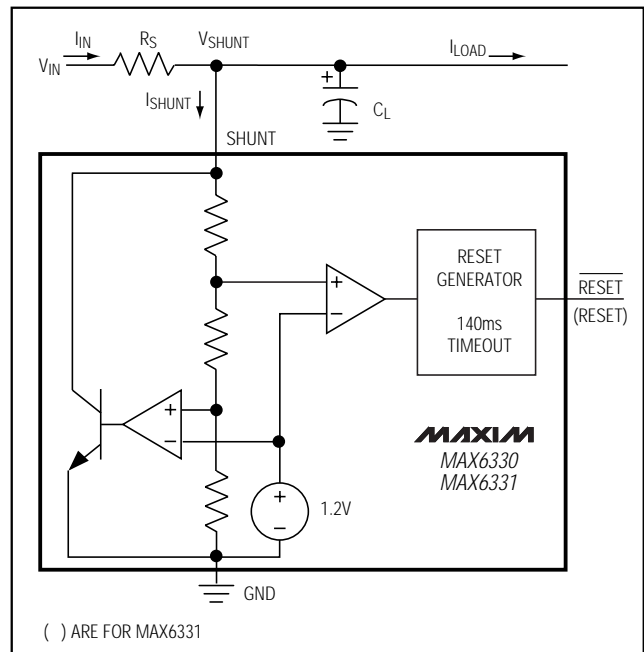 I_IN
R_S
V_SHUNT
I_LOAD
V_IN
I_SHUNT
+
C_L
SHUNT
RESET
GENERATOR
140ms
TIMEOUT
+
−
R̅E̅S̅E̅T̅
(RESET)
+
−
MAXIM
MAX6330
MAX6331
+
−
1.2V
GND
( ) ARE FOR MAX6331